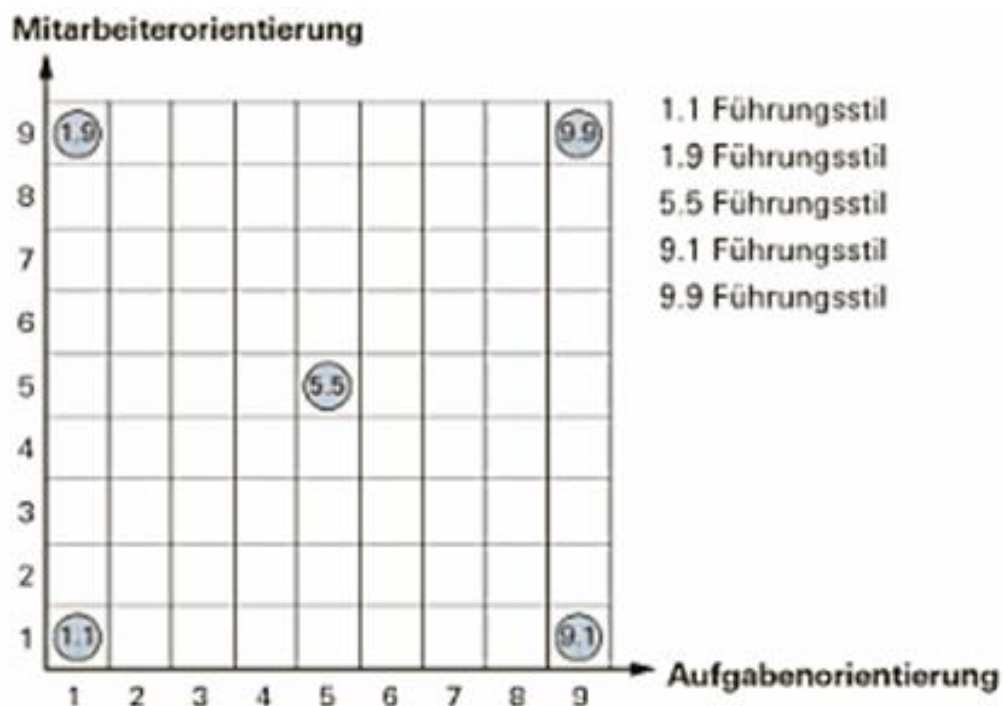 Mitarbeiterorientierung
9 1.9 9.9
8
7
6
5 5.5
4
3
2
1 1.1 9.1
1 2 3 4 5 6 7 8 9
Aufgabenorientierung
1.1 Führungsstil
1.9 Führungsstil
5.5 Führungsstil
9.1 Führungsstil
9.9 Führungsstil